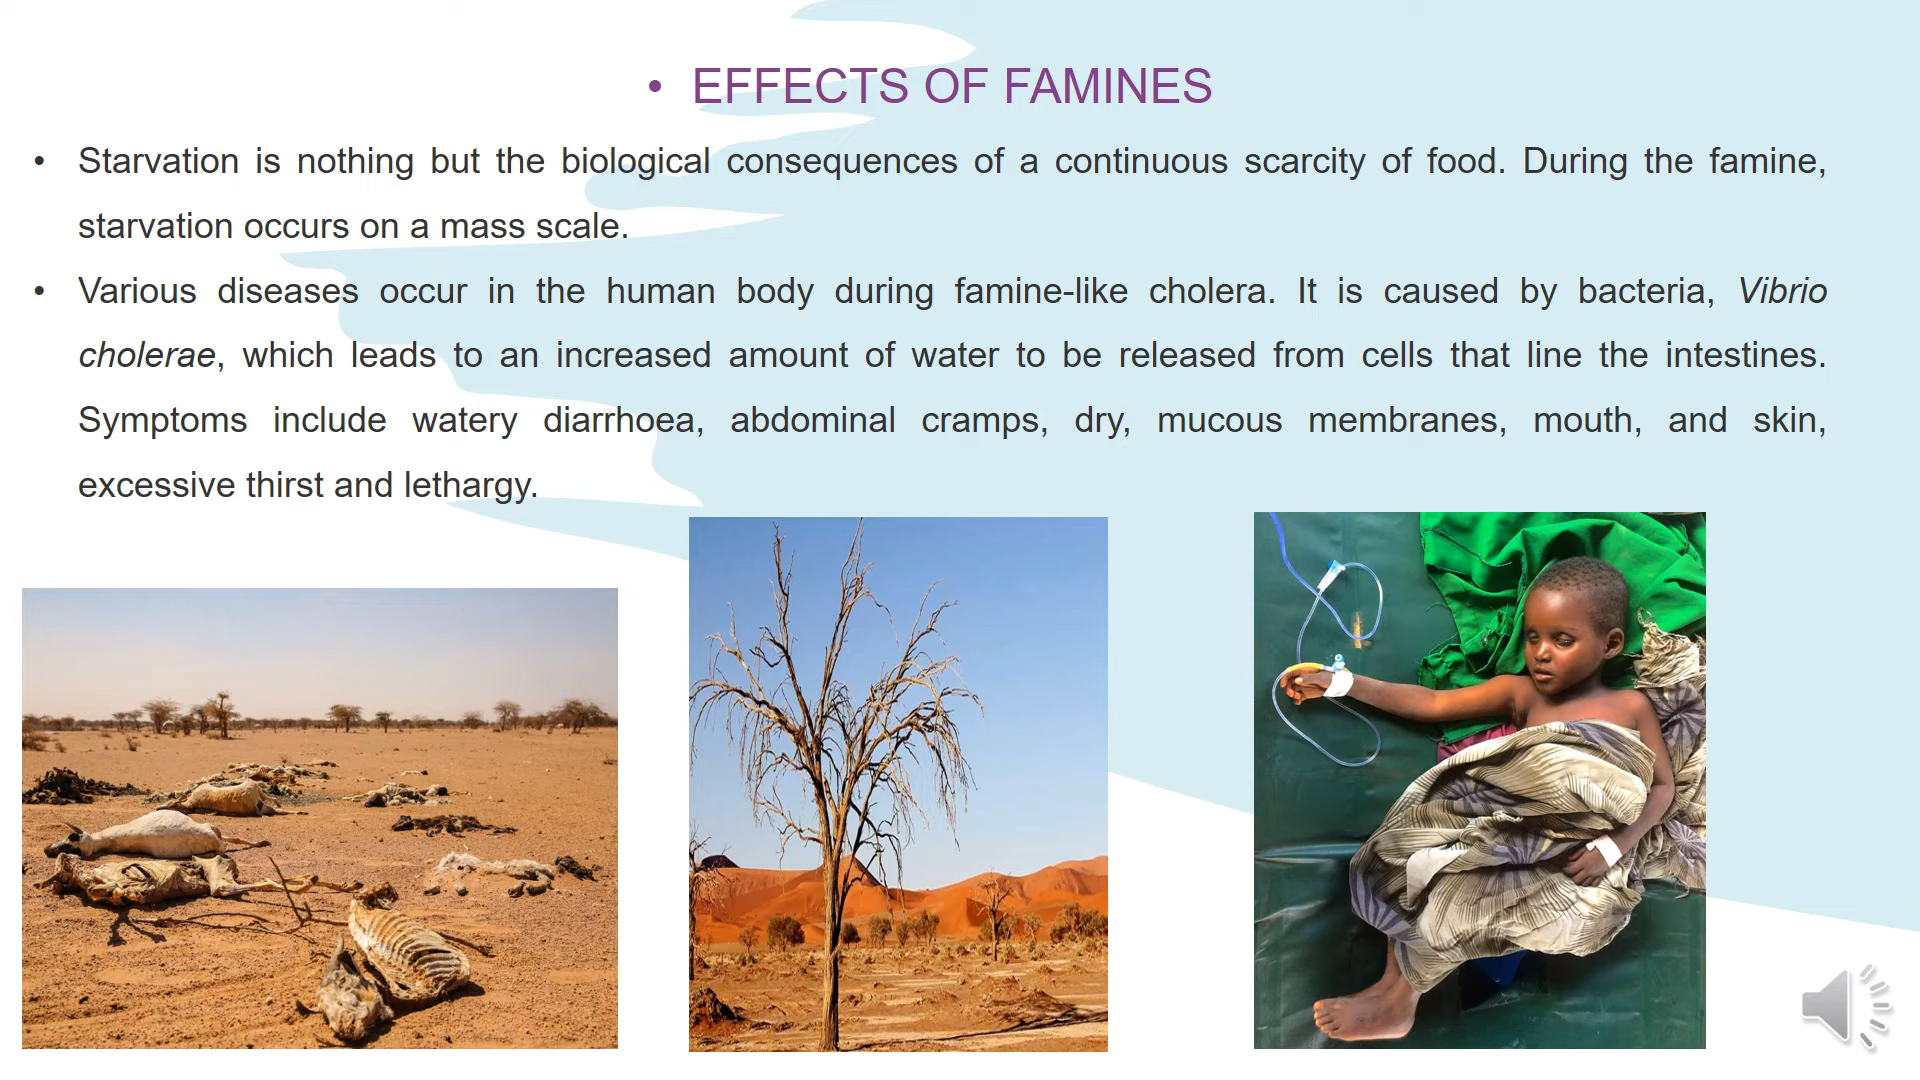 • EFFECTS OF FAMINES
• Starvation is nothing but the biological consequences of a continuous scarcity of food. During the famine,
starvation occurs on a mass scale.
• Various diseases occur in the human body during famine-like cholera. It is caused by bacteria, Vibrio
cholerae, which leads to an increased amount of water to be released from cells that line the intestines.
Symptoms include watery diarrhoea, abdominal cramps, dry, mucous membranes, mouth, and skin,
excessive thirst and lethargy.